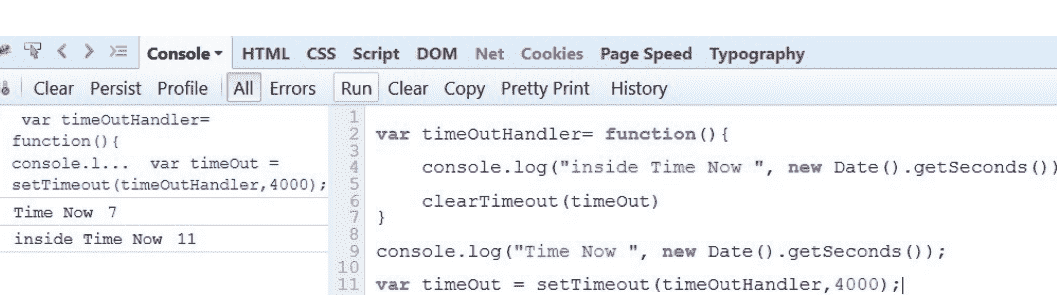 Console HTML CSS Script DOM Net Cookies Page Speed Typography
Clear Persist Profile All Errors Run Clear Copy Pretty Print History
var timeOutHandler=
function(){
console.l... var timeOut =
setTimeout(timeOutHandler,4000);
Time Now 7
inside Time Now 11
1
2 var timeOutHandler= function(){
3
4 console.log("inside Time Now ", new Date().getSeconds())
5
6 clearTimeout(timeOut)
7 }
8
9 console.log("Time Now ", new Date().getSeconds());
10
11 var timeOut = setTimeout(timeOutHandler,4000);